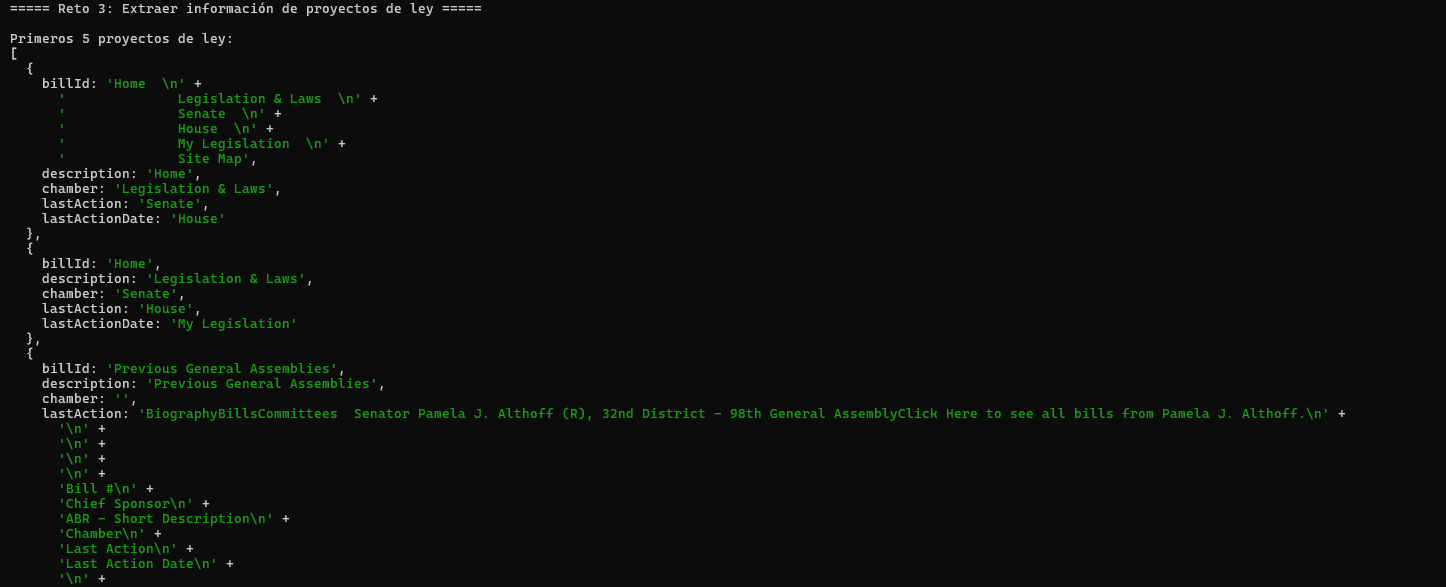 ===== Reto 3: Extraer información de proyectos de ley =====
Primeros 5 proyectos de ley:
[
  {
    billId: 'Home  \n' +
      '              Legislation & Laws  \n' +
      '              Senate  \n' +
      '              House  \n' +
      '              My Legislation  \n' +
      '              Site Map',
    description: 'Home',
    chamber: 'Legislation & Laws',
    lastAction: 'Senate',
    lastActionDate: 'House'
  },
  {
    billId: 'Home',
    description: 'Legislation & Laws',
    chamber: 'Senate',
    lastAction: 'House',
    lastActionDate: 'My Legislation'
  },
  {
    billId: 'Previous General Assemblies',
    description: 'Previous General Assemblies',
    chamber: '',
    lastAction: 'BiographyBillsCommittees  Senator Pamela J. Althoff (R), 32nd District - 98th General AssemblyClick Here to see all bills from Pamela J. Althoff.\n' +
      '\n' +
      '\n' +
      '\n' +
      '\n' +
      'Bill #\n' +
      'Chief Sponsor\n' +
      'ABR - Short Description\n' +
      'Chamber\n' +
      'Last Action\n' +
      'Last Action Date\n' +
      '\n' +